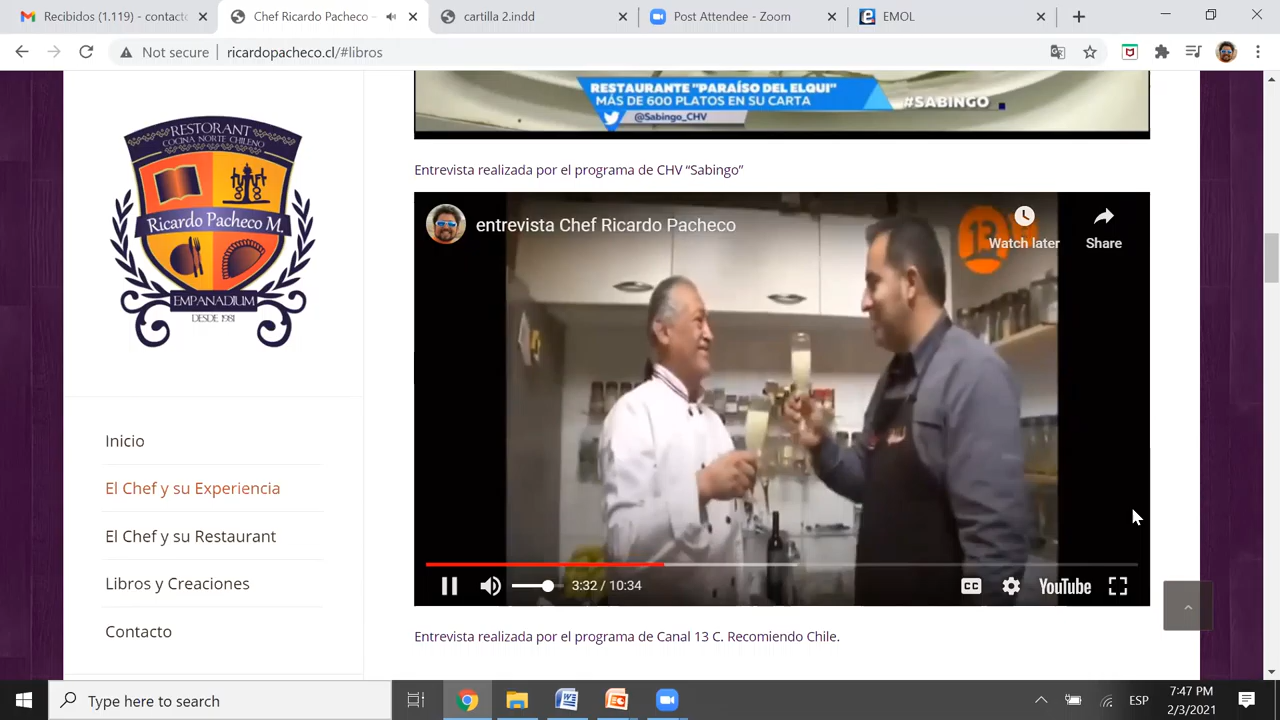 Recibidos (1.119) - contacto
Chef Ricardo Pacheco -
cartilla 2.indd
Post Attendee - Zoom
EMOL
Not secure
ricardopacheco.cl/#libros
RESTAURANTE "PARAÍSO DEL ELQUI"
MÁS DE 600 PLATOS EN SU CARTA
#SABINGO
@Sabingo_CHV
RESTORANT
COCINA NORTE CHILENO
Ricardo Pacheco M.
EMPANADIUM
DESDE 1981
Entrevista realizada por el programa de CHV “Sabingo”
entrevista Chef Ricardo Pacheco
13
Watch later
Share
Inicio
El Chef y su Experiencia
El Chef y su Restaurant
Libros y Creaciones
Contacto
3:32 / 10:34
CC
YouTube
Entrevista realizada por el programa de Canal 13 C. Recomiendo Chile.
Type here to search
ESP
7:47 PM
2/3/2021